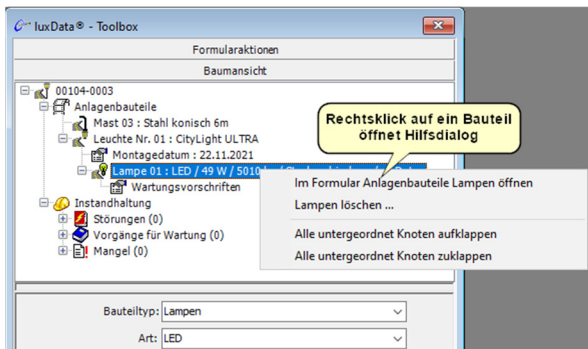 luxData® - Toolbox
Formularaktionen
Baumansicht
00104-0003
Anlagenbauteile
Mast 03 : Stahl konisch 6m
Leuchte Nr. 01 : CityLight ULTRA
Montagedatum : 22.11.2021
Lampe 01 : LED / 49 W / 5010
Wartungsvorschriften
Instandhaltung
Störungen (0)
Vorgänge für Wartung (0)
Mangel (0)
Rechtsklick auf ein Bauteil
öffnet Hilfsdialog
Im Formular Anlagenbauteile Lampen öffnen
Lampen löschen ...
Alle untergeordnet Knoten aufklappen
Alle untergeordnet Knoten zuklappen
Bauteiltyp: Lampen
Art: LED